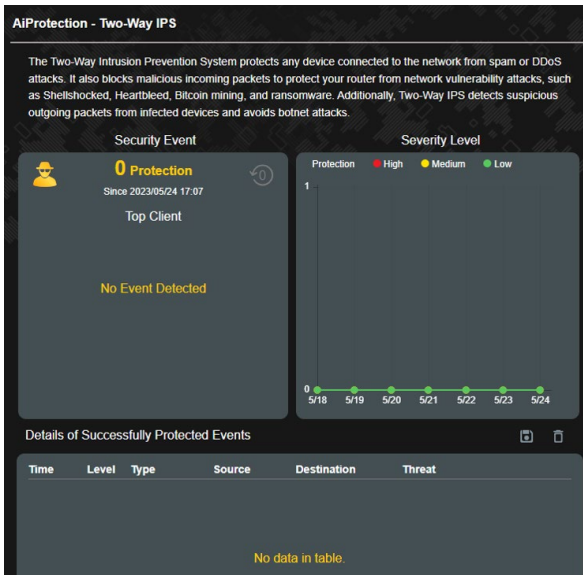 AiProtection - Two-Way IPS
The Two-Way Intrusion Prevention System protects any device connected to the network from spam or DDoS
attacks. It also blocks malicious incoming packets to protect your router from network vulnerability attacks, such
as Shellshocked, Heartbleed, Bitcoin mining, and ransomware. Additionally, Two-Way IPS detects suspicious
outgoing packets from infected devices and avoids botnet attacks.
Security Event
0 Protection
0
Since 2023/05/24 17:07
Top Client
No Event Detected
Severity Level
Protection High Medium Low
1
0
5/18 5/19 5/20 5/21 5/22 5/23 5/24
Details of Successfully Protected Events
Time Level Type Source Destination Threat
No data in table.